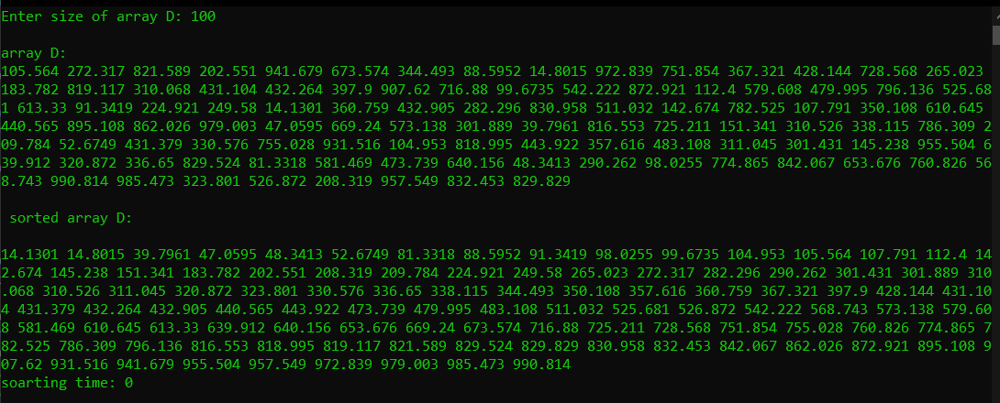 Enter size of array D: 100
array D:
105.564 272.317 821.589 202.551 941.679 673.574 344.493 88.5952 14.8015 972.839 751.854 367.321 428.144 728.568 265.023
183.782 819.117 310.068 431.104 432.264 397.9 907.62 716.88 99.6735 542.222 872.921 112.4 579.608 479.995 796.136 525.68
1 613.33 91.3419 224.921 249.58 14.1301 360.759 432.905 282.296 830.958 511.032 142.674 782.525 107.791 350.108 610.645
440.565 895.108 862.026 979.003 47.0595 669.24 573.138 301.889 39.7961 816.553 725.211 151.341 310.526 338.115 786.309 2
09.784 52.6749 431.379 330.576 755.028 931.516 104.953 818.995 443.922 357.616 483.108 311.045 301.431 145.238 955.504 6
39.912 320.872 336.65 829.524 81.3318 581.469 473.739 640.156 48.3413 290.262 98.0255 774.865 842.067 653.676 760.826 56
8.743 990.814 985.473 323.801 526.872 208.319 957.549 832.453 829.829
sorted array D:
14.1301 14.8015 39.7961 47.0595 48.3413 52.6749 81.3318 88.5952 91.3419 98.0255 99.6735 104.953 105.564 107.791 112.4 14
2.674 145.238 151.341 183.782 202.551 208.319 209.784 224.921 249.58 265.023 272.317 282.296 290.262 301.431 301.889 310
.068 310.526 311.045 320.872 323.801 330.576 336.65 338.115 344.493 350.108 357.616 360.759 367.321 397.9 428.144 431.10
4 431.379 432.264 432.905 440.565 443.922 473.739 479.995 483.108 511.032 525.681 526.872 542.222 568.743 573.138 579.60
8 581.469 610.645 613.33 639.912 640.156 653.676 669.24 673.574 716.88 725.211 728.568 751.854 755.028 760.826 774.865 7
82.525 786.309 796.136 816.553 818.995 819.117 821.589 829.524 829.829 830.958 832.453 842.067 862.026 872.921 895.108 9
07.62 931.516 941.679 955.504 957.549 972.839 979.003 985.473 990.814
soarting time: 0